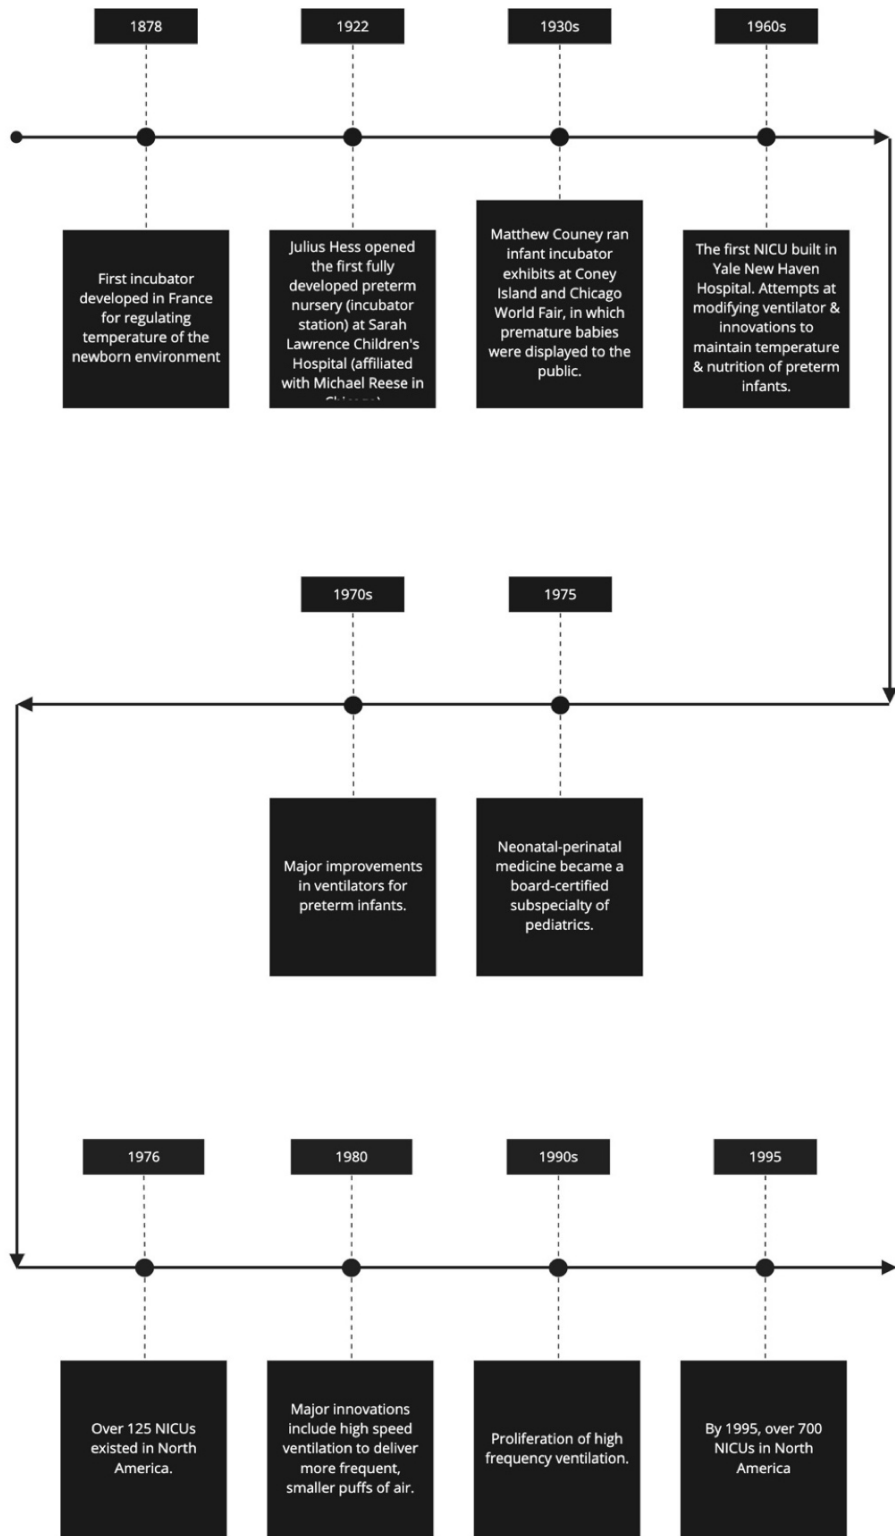 1878
1922
1930s
1960s
First incubator
developed in France
for regulating
temperature of the
newborn environment
Julius Hess opened
the first fully
developed preterm
nursery (incubator
station) at Sarah
Lawrence Children's
Hospital (affiliated
with Michael Reese in
Chicago)
Matthew Couney ran
infant incubator
exhibits at Coney
Island and Chicago
World Fair, in which
premature babies
were displayed to the
public.
The first NICU built in
Yale New Haven
Hospital. Attempts at
modifying ventilator &
innovations to
maintain temperature
& nutrition of preterm
infants.
1970s
1975
Major improvements
in ventilators for
preterm infants.
Neonatal-perinatal
medicine became a
board-certified
subspecialty of
pediatrics.
1976
1980
1990s
1995
Over 125 NICUs
existed in North
America.
Major innovations
include high speed
ventilation to deliver
more frequent,
smaller puffs of air.
Proliferation of high
frequency ventilation.
By 1995, over 700
NICUs in North
America